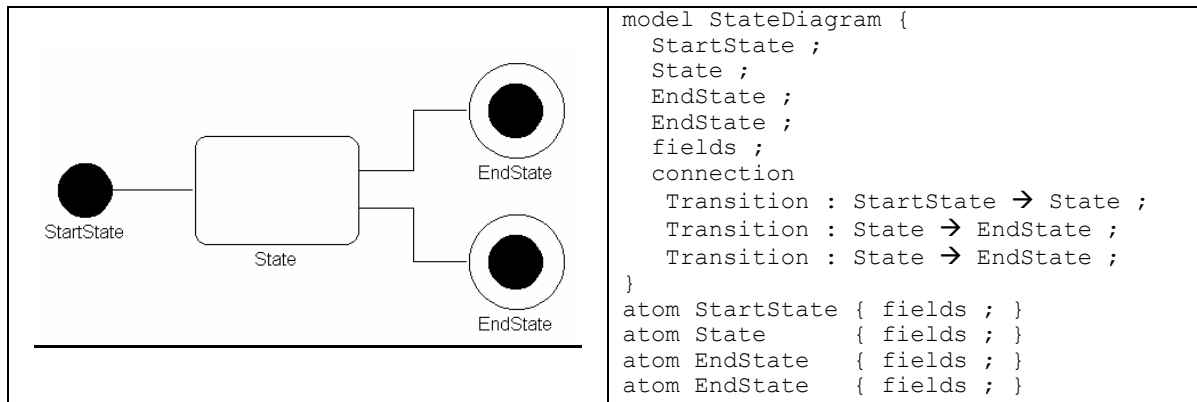 StartState
State
EndState
EndState
model StateDiagram {
  StartState ;
  State ;
  EndState ;
  EndState ;
  fields ;
  connection
   Transition : StartState → State ;
   Transition : State → EndState ;
   Transition : State → EndState ;
}
atom StartState { fields ; }
atom State      { fields ; }
atom EndState   { fields ; }
atom EndState   { fields ; }